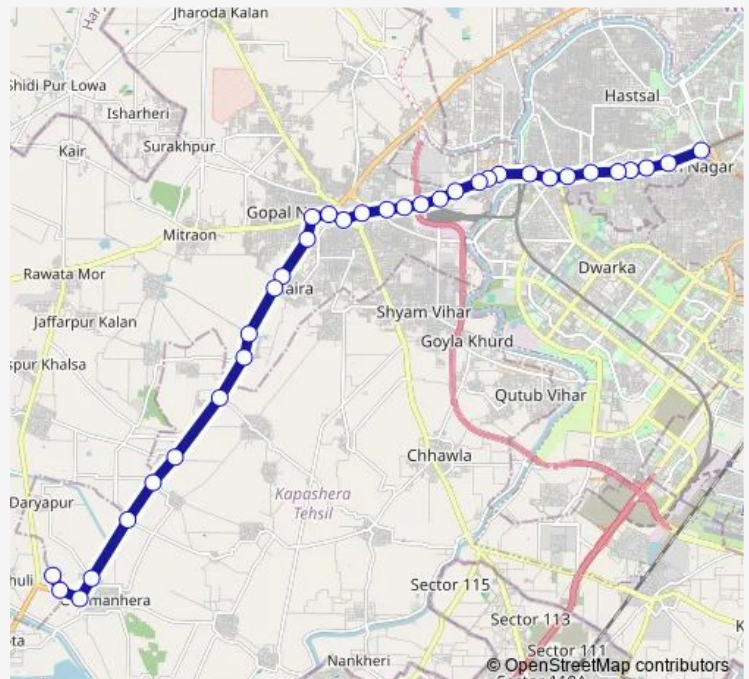 Jharoda Kalan
Har
Shidi Pur Lowa
Hastsal
Isharheri
Kair
Surakhpur
Nagar
Gopal N
Mitraon
Rawata Mor
Dwarka
aira
Shyam Vihar
Jaffarpur Kalan
Goyla Khurd
spur Khalsa
Qutub Vihar
Chhawla
Kapashera
Tehsil
Daryapur
huli
manhera
Sector 115
Sector 113
K
ta
Sector 111
Nankheri
© OpenStreetMap contributors